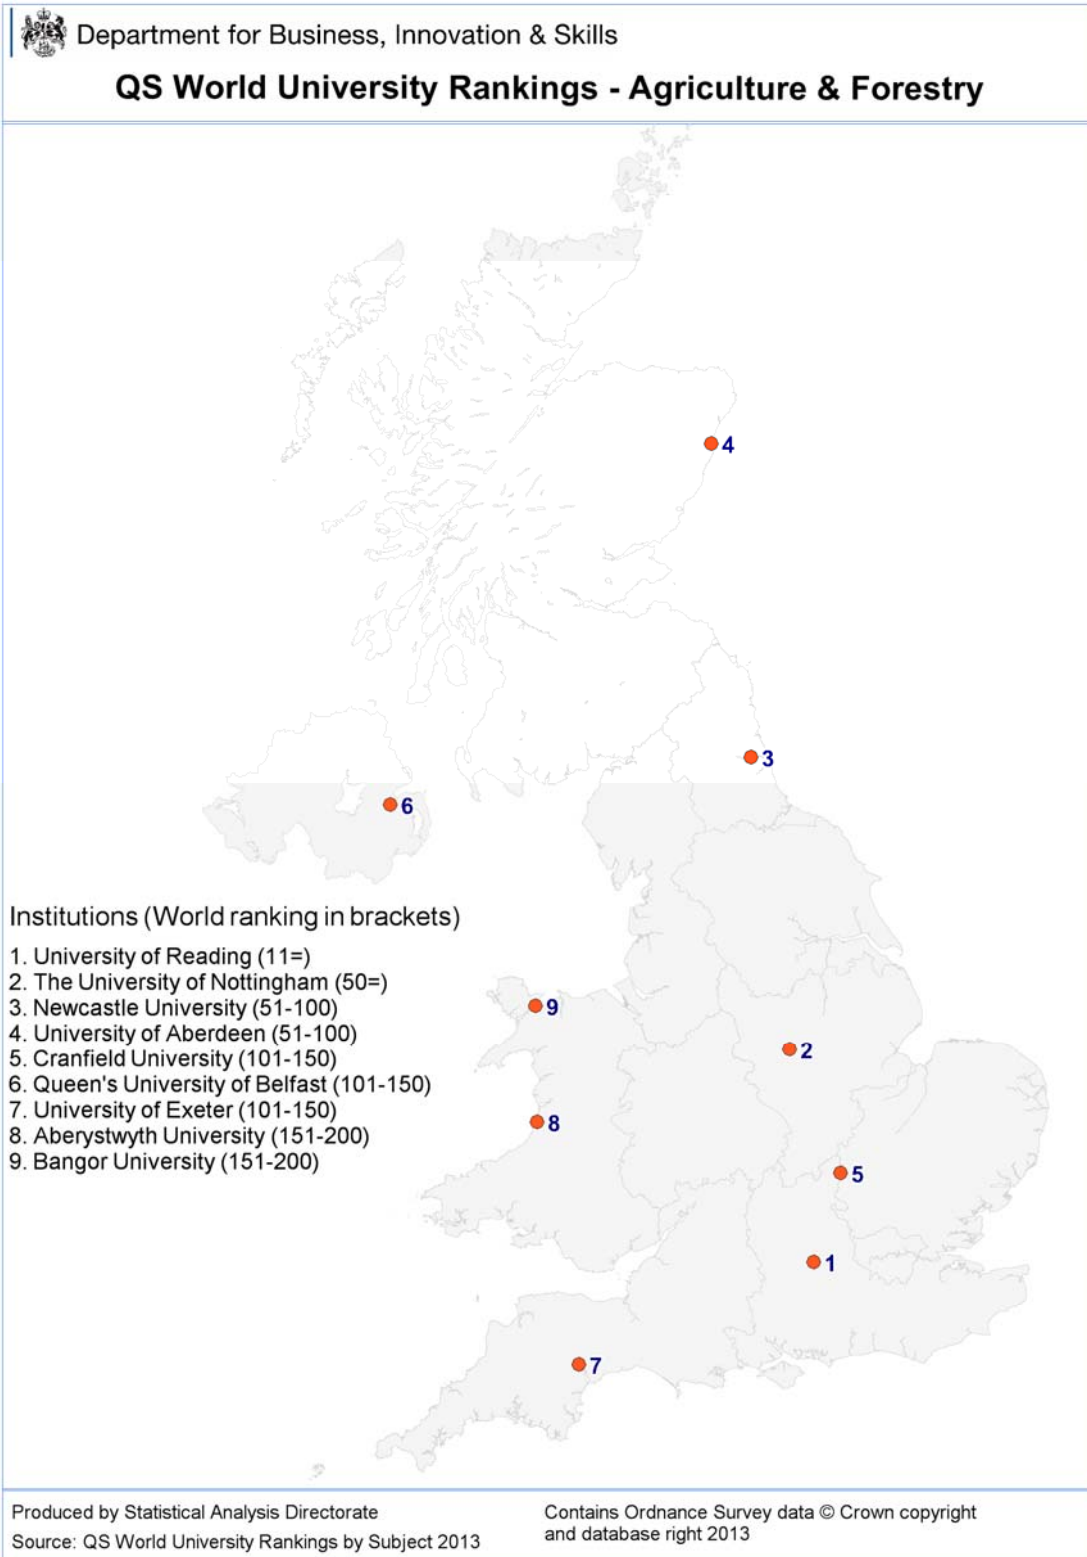 Department for Business, Innovation & Skills
QS World University Rankings - Agriculture & Forestry
4
3
6
Institutions (World ranking in brackets)
1. University of Reading (11=)
2. The University of Nottingham (50=)
3. Newcastle University (51-100)
4. University of Aberdeen (51-100)
5. Cranfield University (101-150)
6. Queen's University of Belfast (101-150)
7. University of Exeter (101-150)
8. Aberystwyth University (151-200)
9. Bangor University (151-200)
9
2
8
5
1
7
Produced by Statistical Analysis Directorate
Source: QS World University Rankings by Subject 2013
Contains Ordnance Survey data © Crown copyright
and database right 2013